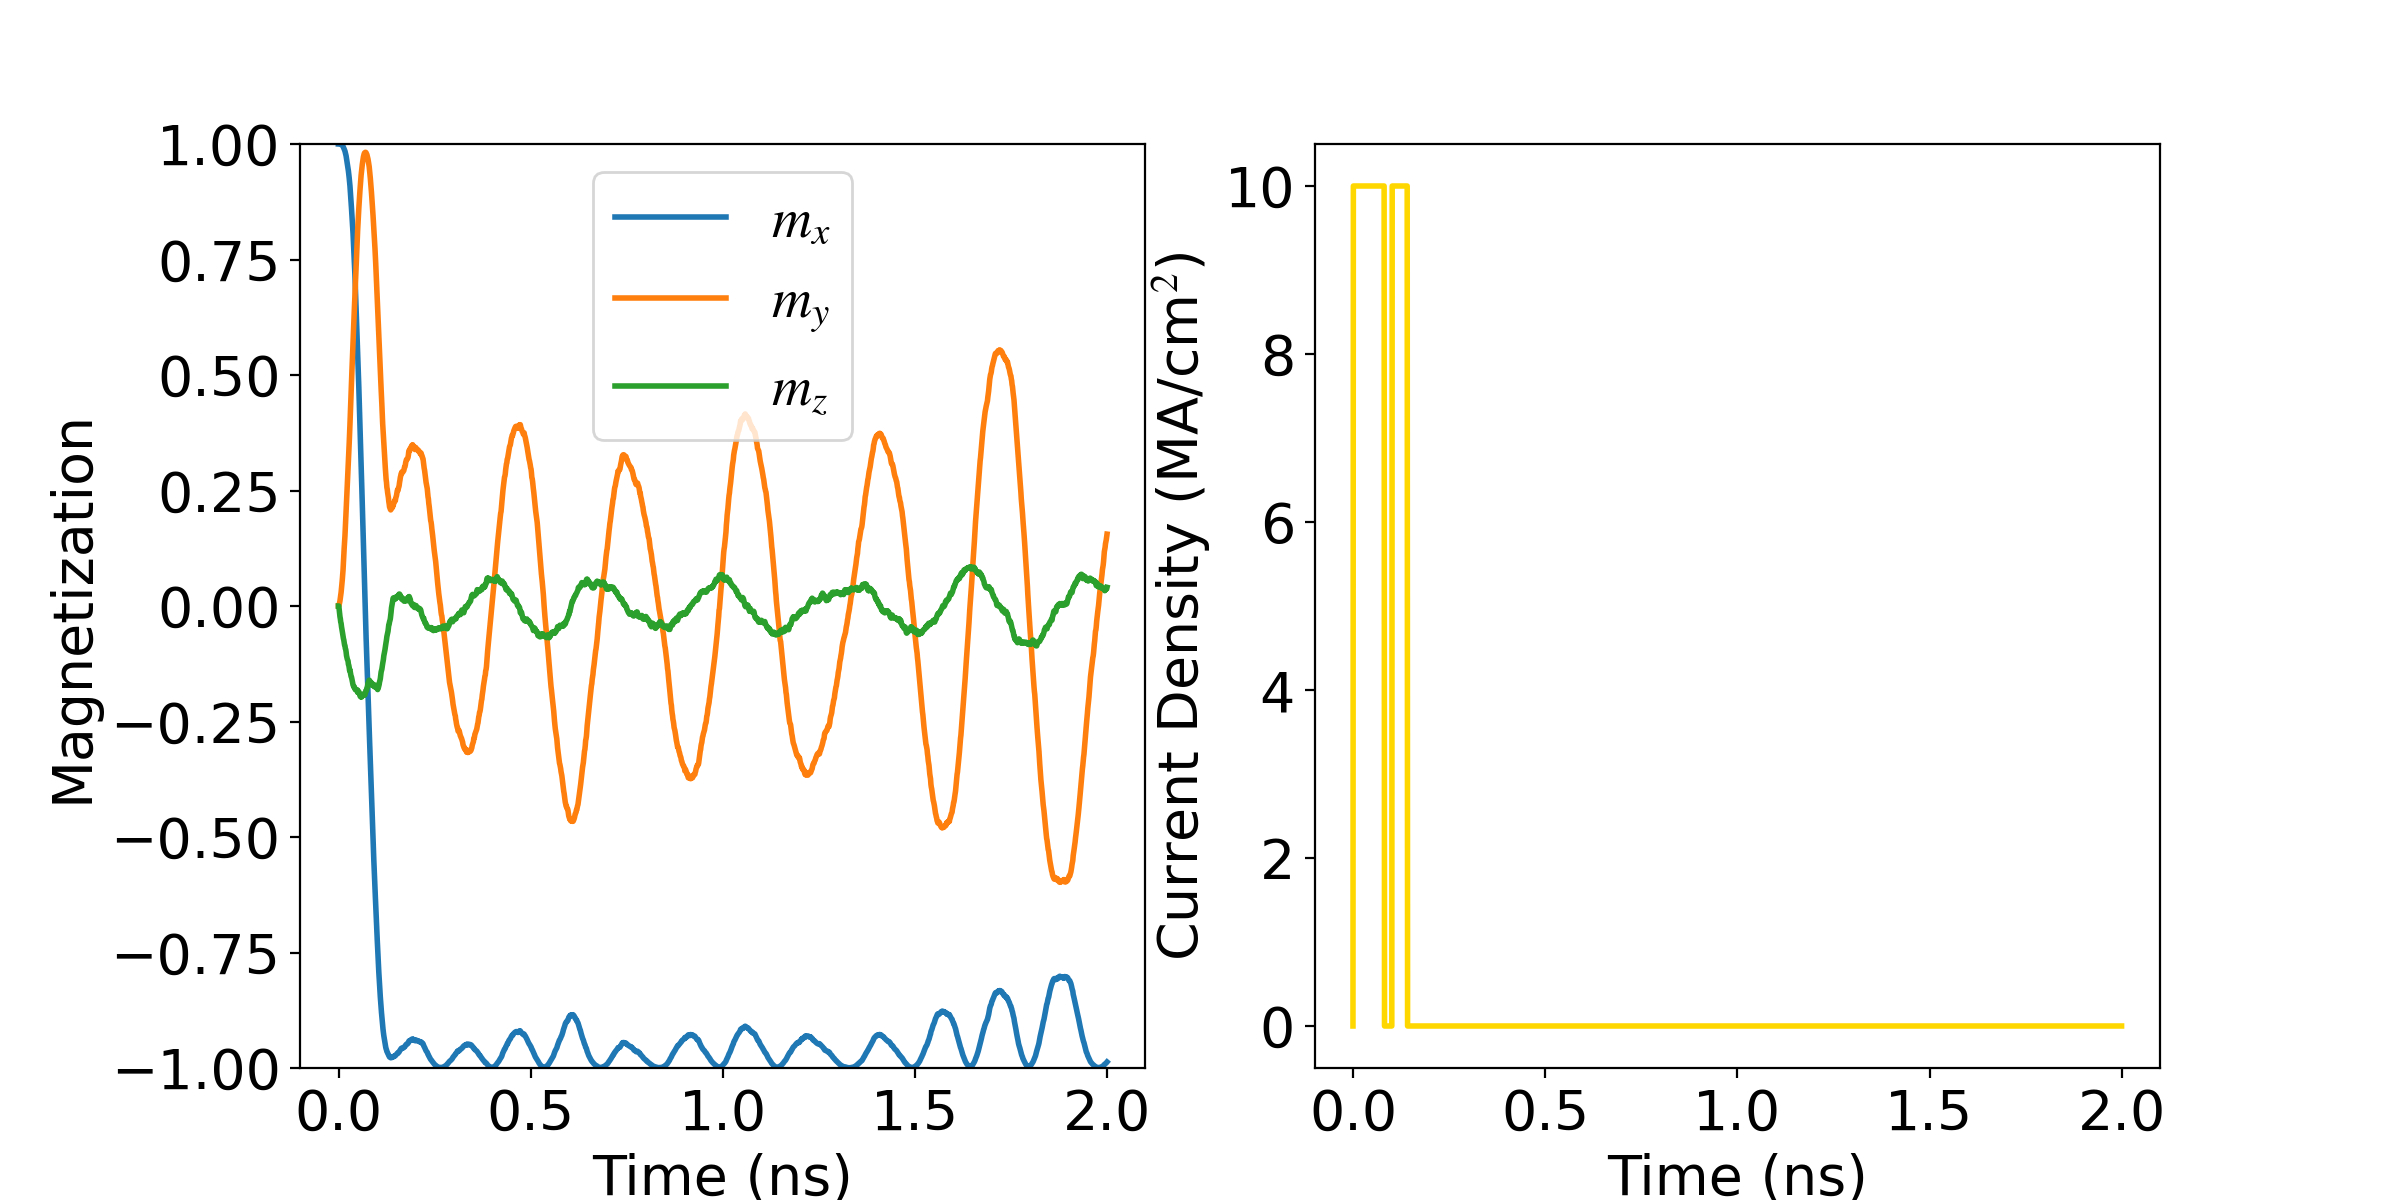 1.00
0.75
0.50
0.25
0.00
−0.25
−0.50
−0.75
−1.00
Magnetization
0.0 0.5 1.0 1.5 2.0
Time (ns)
m_x
m_y
m_z
10
8
6
4
2
0
Current Density (MA/cm²)
0.0 0.5 1.0 1.5 2.0
Time (ns)